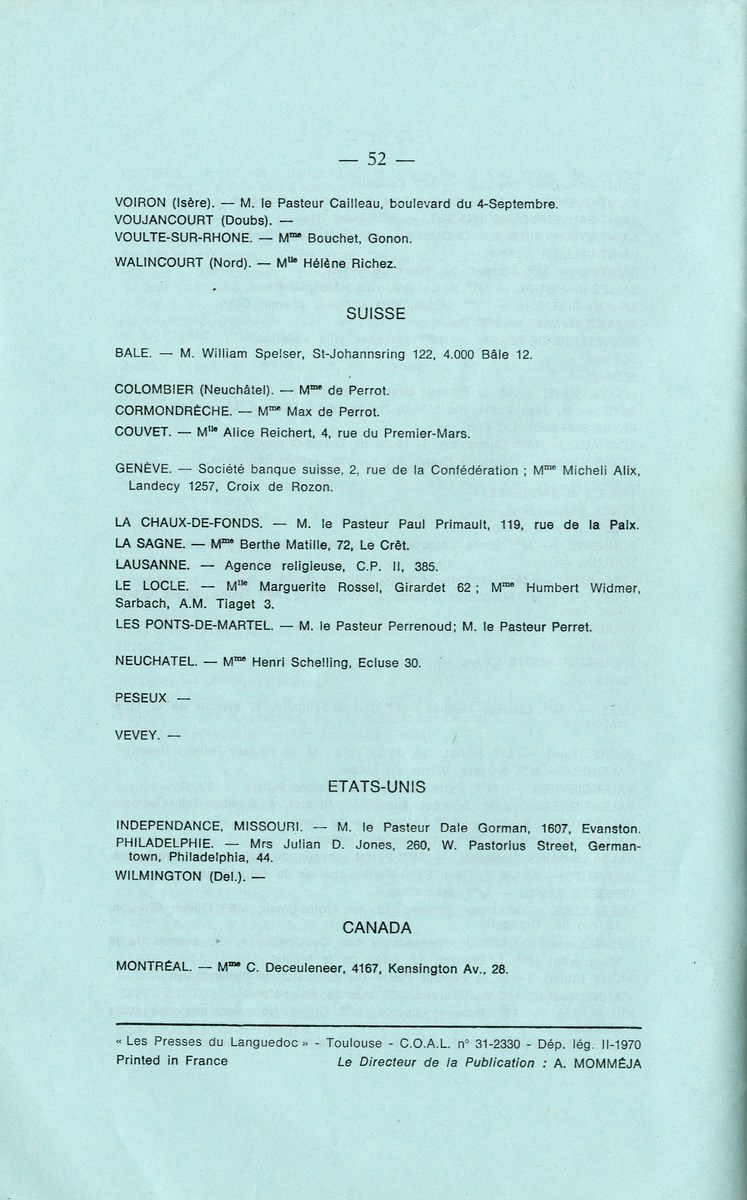 — 52 —
VOIRON (Isère). — M. le Pasteur Cailleau, boulevard du 4-Septembre.
VOUJANCOURT (Doubs). —
VOULTE-SUR-RHONE. — Mme Bouchet, Gonon.
WALINCOURT (Nord). — Mlle Hélène Richez.
SUISSE
BALE. — M. William Spelser, St-Johannsring 122, 4.000 Bâle 12.
COLOMBIER (Neuchâtel). — Mme de Perrot.
CORMONDRÈCHE. — Mme Max de Perrot.
COUVET. — Mlle Alice Reichert, 4, rue du Premier-Mars.
GENÈVE. — Société banque suisse, 2, rue de la Confédération ; Mme Micheli Alix,
Landecy 1257, Croix de Rozon.
LA CHAUX-DE-FONDS. — M. le Pasteur Paul Primault, 119, rue de la Paix.
LA SAGNE. — Mme Berthe Matille, 72, Le Crêt.
LAUSANNE. — Agence religieuse, C.P. II, 385.
LE LOCLE. — Mlle Marguerite Rossel, Girardet 62 ; Mme Humbert Widmer,
Sarbach, A.M. Tiaget 3.
LES PONTS-DE-MARTEL. — M. le Pasteur Perrenoud; M. le Pasteur Perret.
NEUCHATEL. — Mme Henri Schelling, Ecluse 30.
PESEUX. —
VEVEY. —
ETATS-UNIS
INDEPENDANCE, MISSOURI. — M. le Pasteur Dale Gorman, 1607, Evanston.
PHILADELPHIE. — Mrs Julian D. Jones, 260, W. Pastorius Street, German-
town, Philadelphia, 44.
WILMINGTON (Del.). —
CANADA
MONTRÉAL. — Mme C. Deceuleneer, 4167, Kensington Av., 28.
« Les Presses du Languedoc » - Toulouse - C.O.A.L. n° 31-2330 - Dép. lég. II-1970
Printed in France Le Directeur de la Publication : A. MOMMÉJA